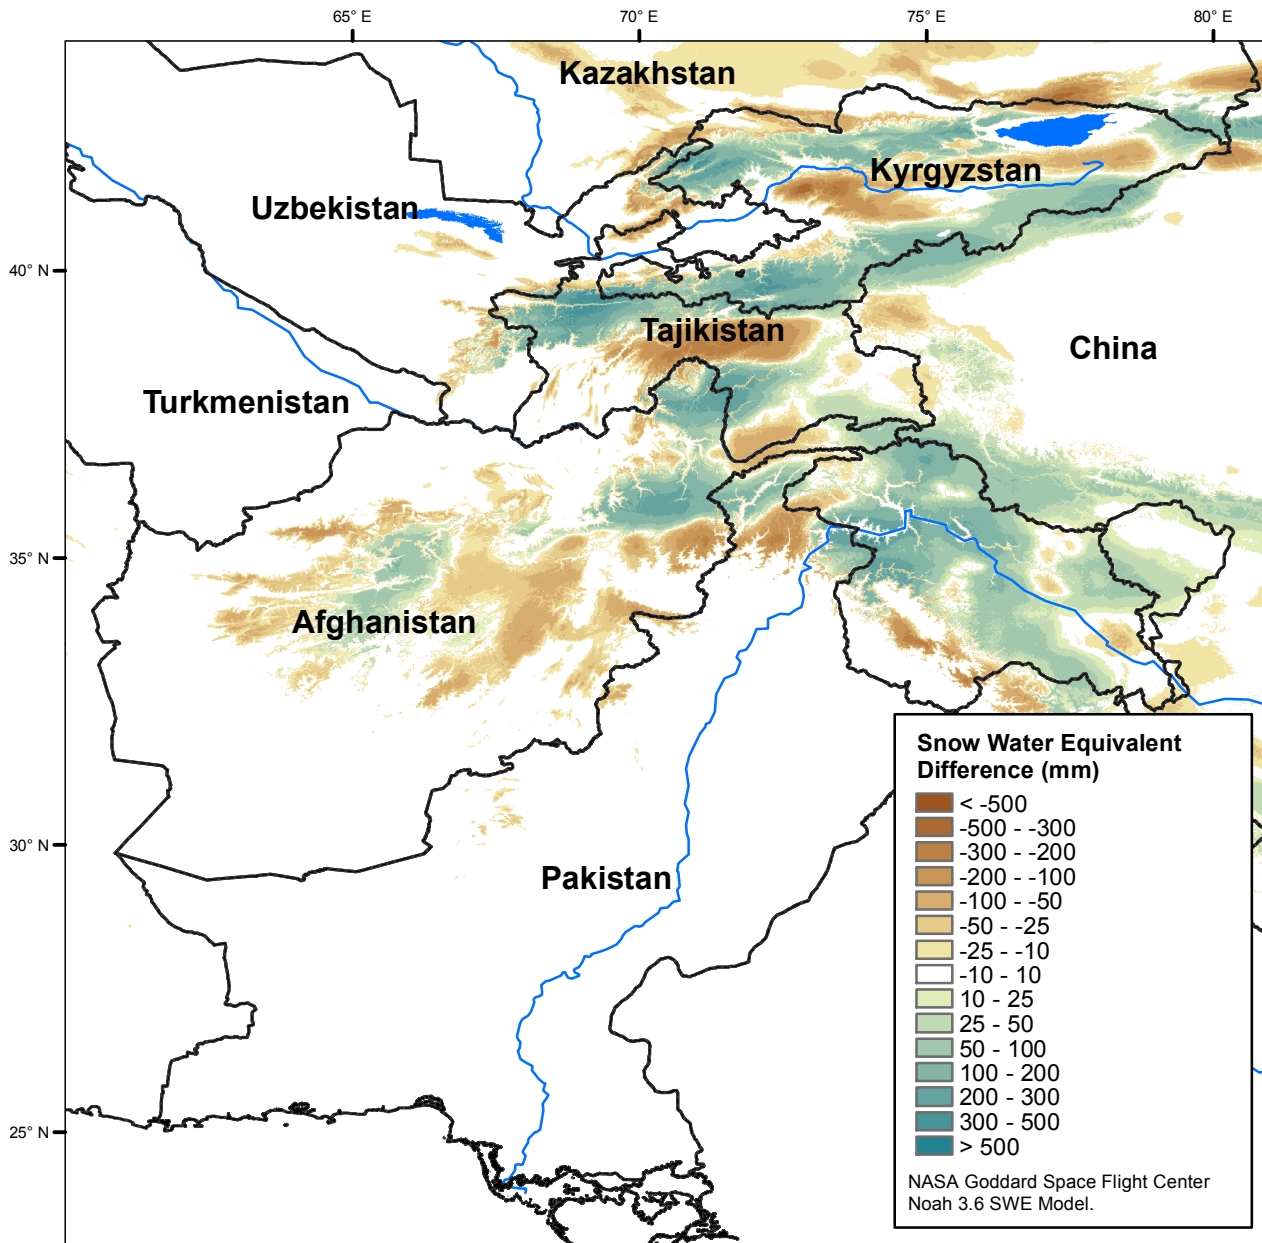 65° E
70° E
75° E
80° E
Kazakhstan
Kyrgyzstan
Uzbekistan
40° N
Tajikistan
China
Turkmenistan
35° N
Afghanistan
30° N
Pakistan
25° N
Snow Water Equivalent
Difference (mm)
< -500
-500 - -300
-300 - -200
-200 - -100
-100 - -50
-50 - -25
-25 - -10
-10 - 10
10 - 25
25 - 50
50 - 100
100 - 200
200 - 300
300 - 500
> 500
NASA Goddard Space Flight Center
Noah 3.6 SWE Model.